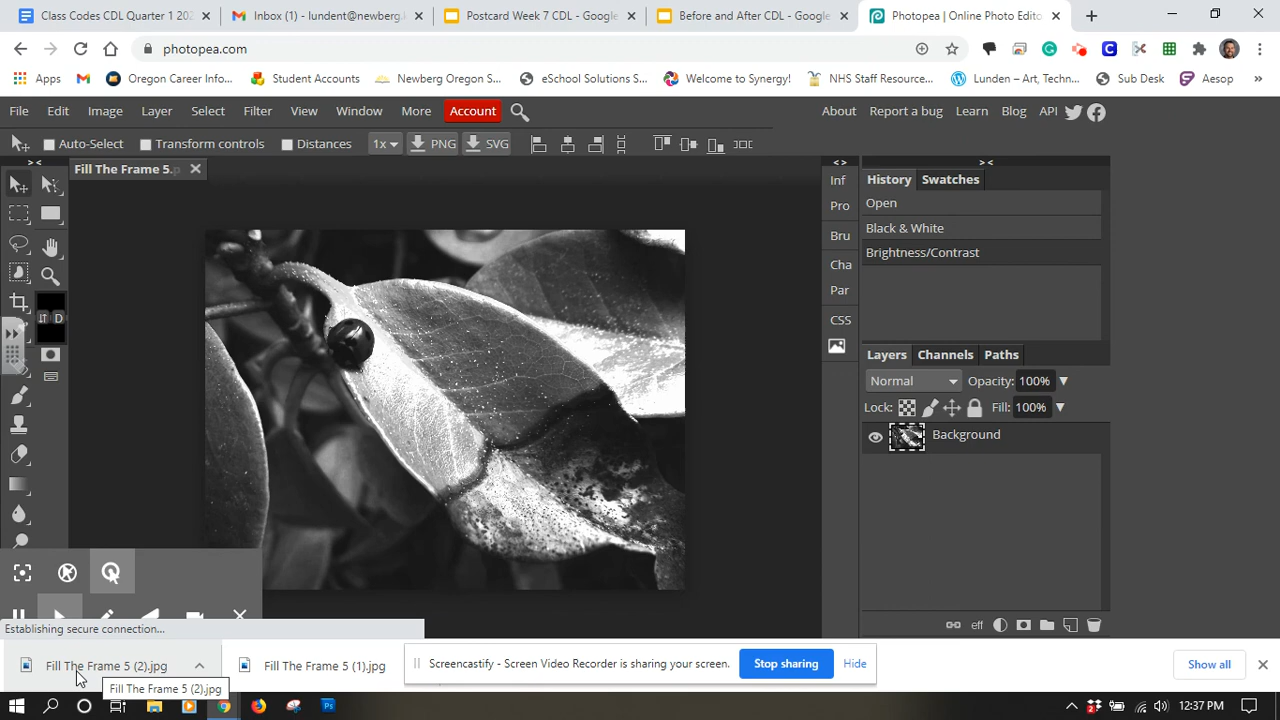 Class Codes CDL Quarter 1 202
Inbox (1) - lundent@newberg
Postcard Week 7 CDL - Google
Before and After CDL - Google
Photopea | Online Photo Edito
photopea.com
Apps
Oregon Career Info...
Student Accounts
Newberg Oregon S...
eSchool Solutions S...
Welcome to Synergy!
NHS Staff Resource...
Lunden – Art, Techn...
Sub Desk
Aesop
File Edit Image Layer Select Filter View Window More Account
About Report a bug Learn Blog API
Auto-Select Transform controls Distances 1x PNG SVG
Fill The Frame 5.p
Inf
Pro
Bru
Cha
Par
CSS
History Swatches
Open
Black & White
Brightness/Contrast
Layers Channels Paths
Normal Opacity: 100%
Lock: Fill: 100%
Background
eff
D
Establishing secure connection...
Fill The Frame 5 (2).jpg
Fill The Frame 5 (1).jpg
Screencastify - Screen Video Recorder is sharing your screen.
Stop sharing
Hide
Show all
Fill The Frame 5 (2).jpg
12:37 PM